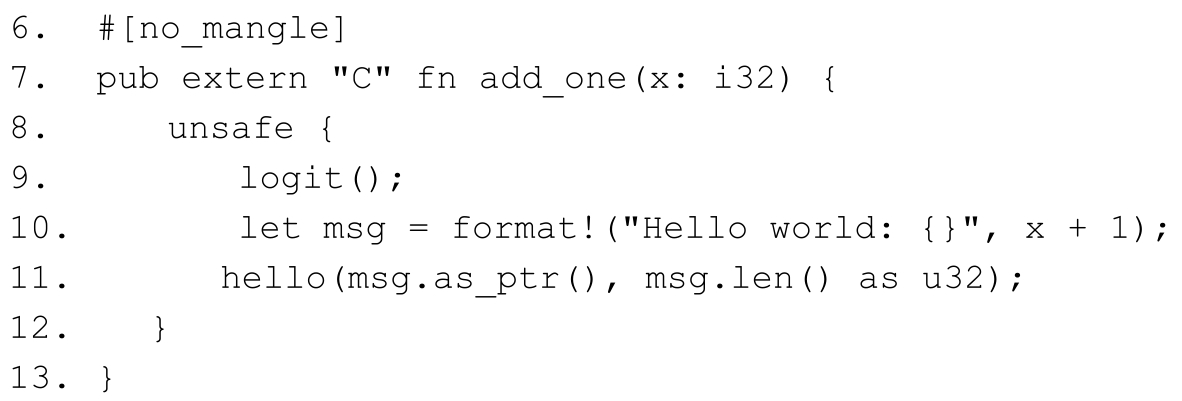 6. #[no_mangle]
7. pub extern "C" fn add_one(x: i32) {
8. unsafe {
9. logit();
10. let msg = format!("Hello world: {}", x + 1);
11. hello(msg.as_ptr(), msg.len() as u32);
12. }
13. }